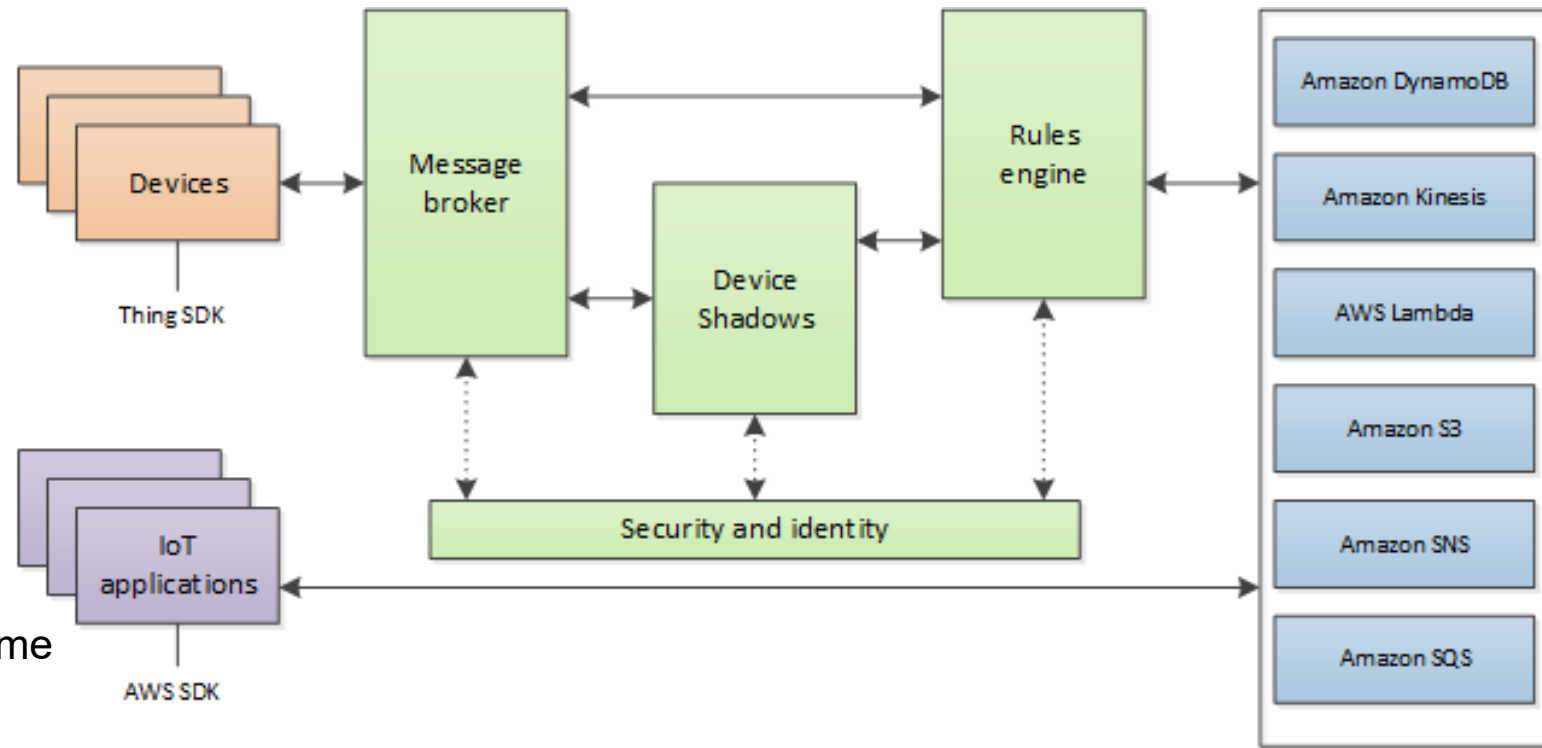 Devices
Thing SDK
Message
broker
Device
Shadows
Rules
engine
Security and identity
IoT
applications
me
AWS SDK
Amazon DynamoDB
Amazon Kinesis
AWS Lambda
Amazon S3
Amazon SNS
Amazon SQS